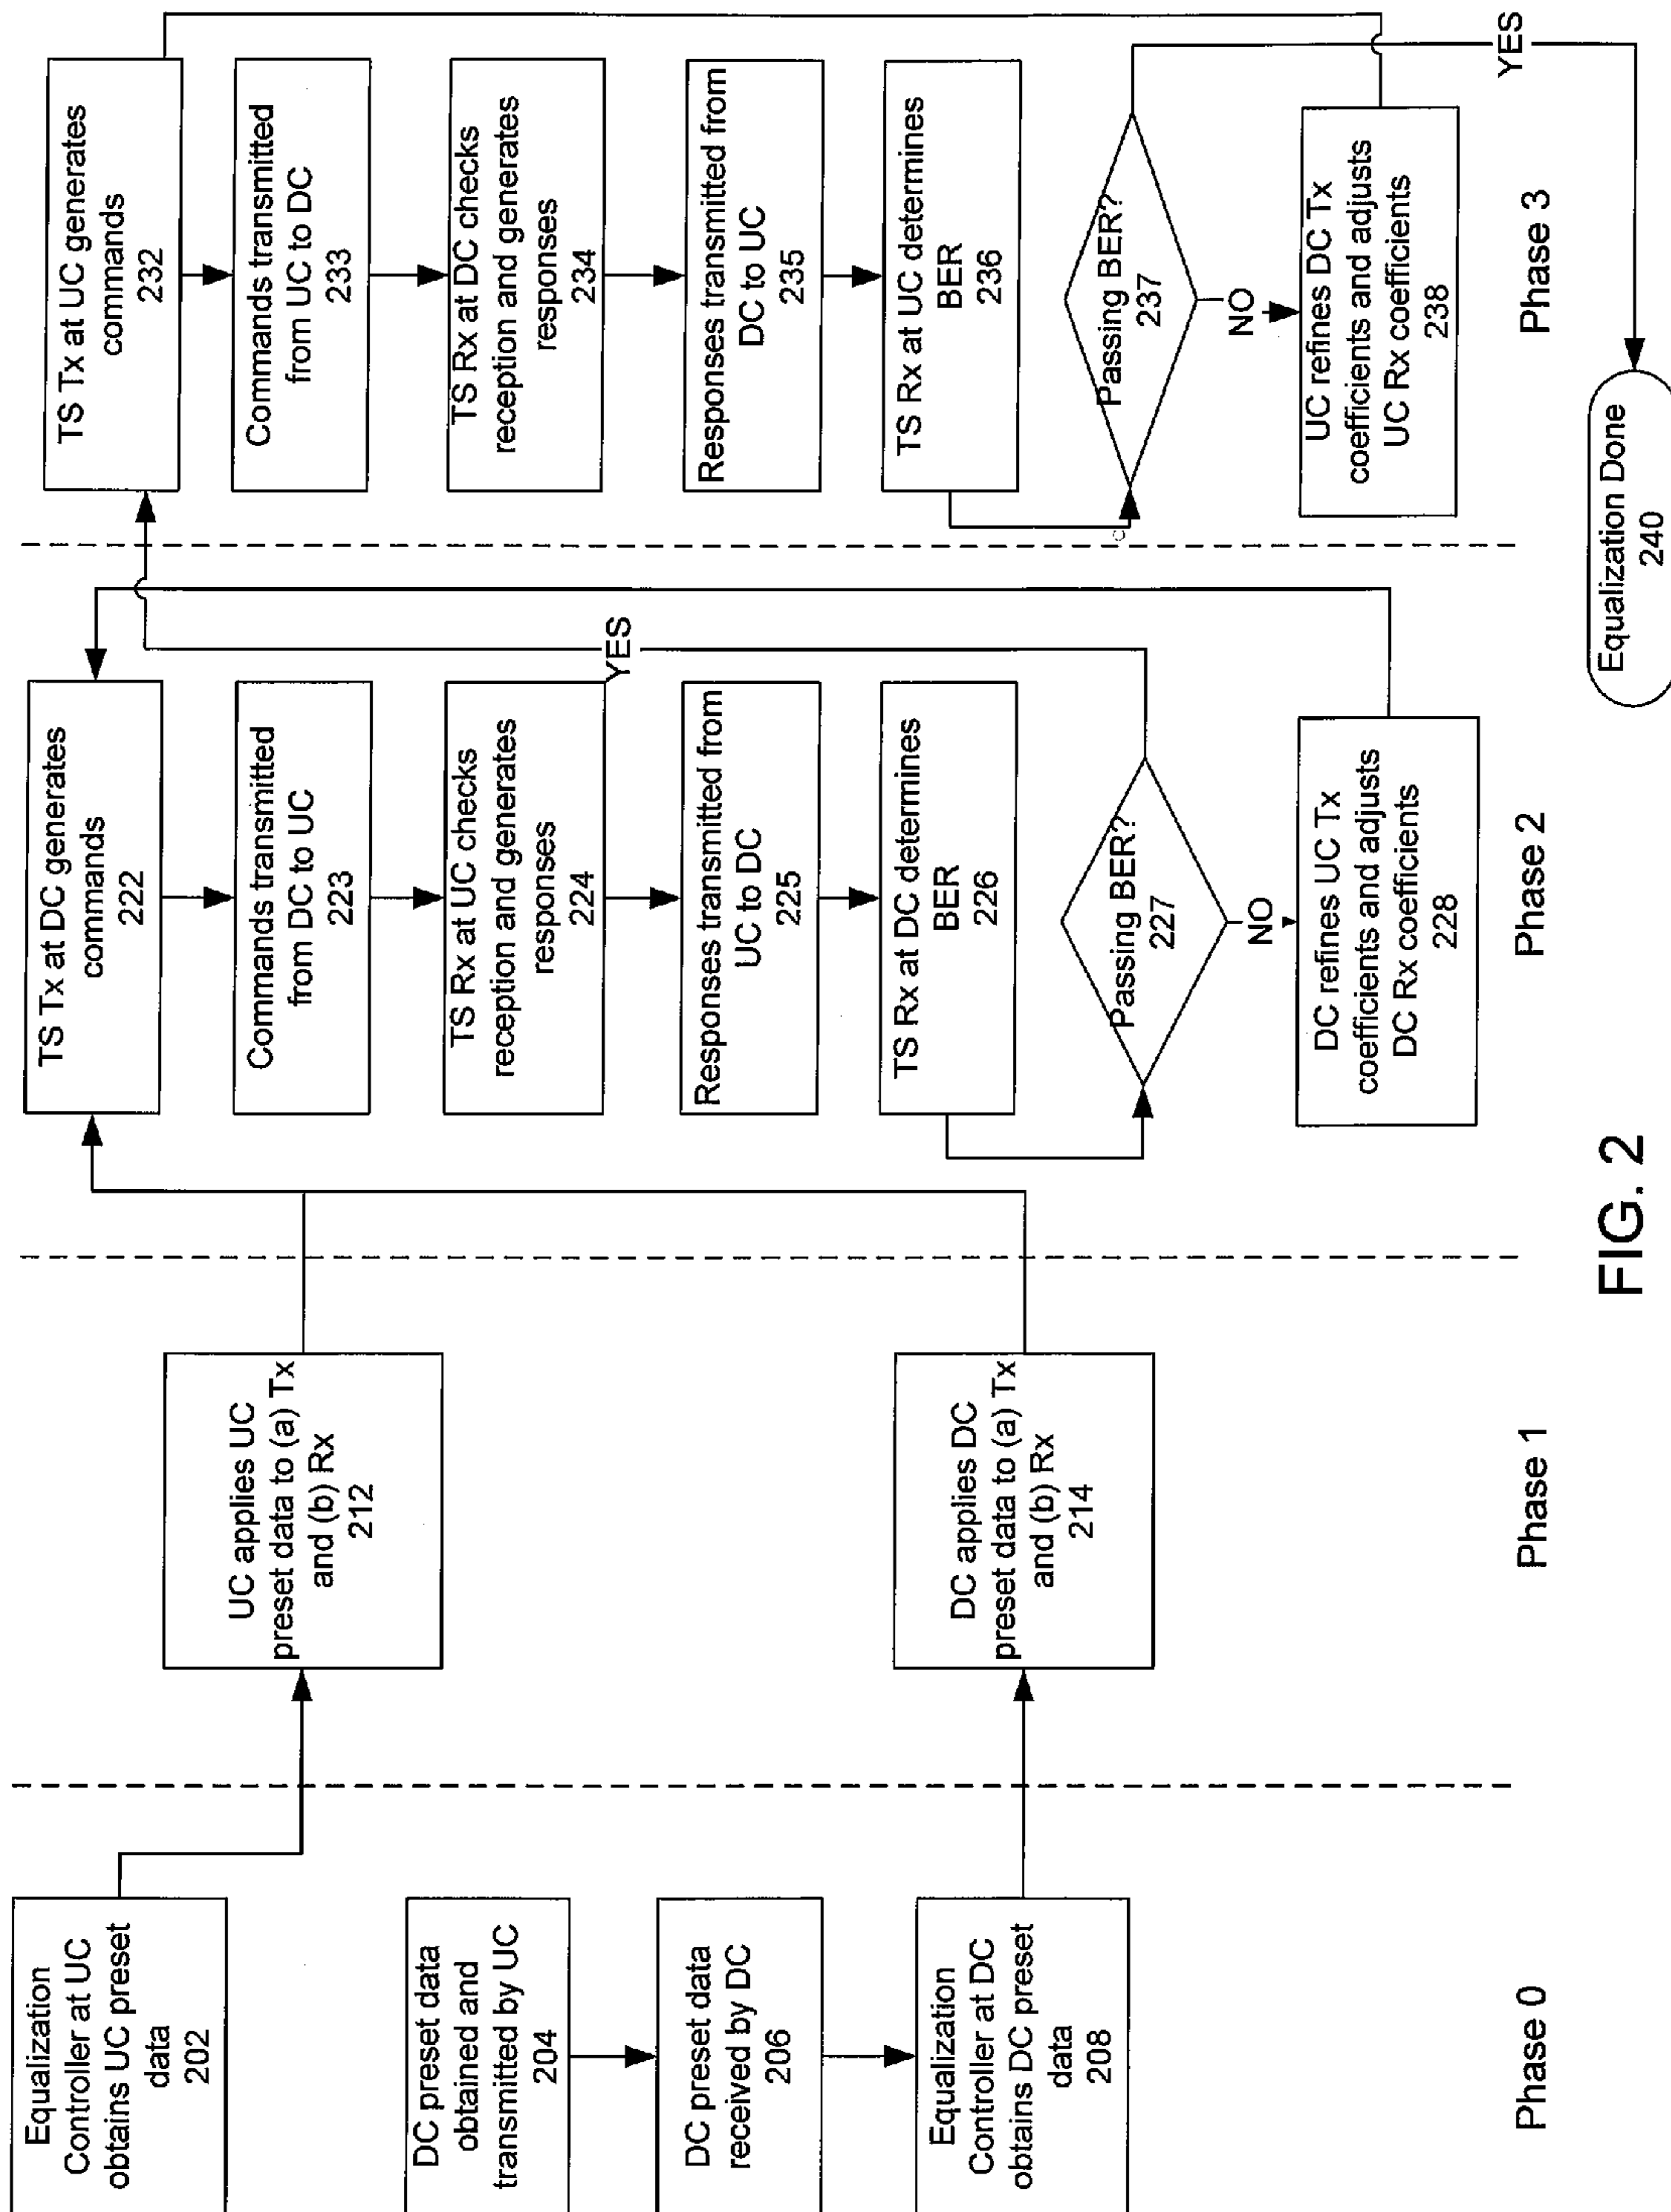 Equalization
Controller at UC
obtains UC preset
data
202
DC preset data
obtained and
transmitted by UC
204
DC preset data
received by DC
206
Equalization
Controller at DC
obtains DC preset
data
208
Phase 0
UC applies UC
preset data to (a) Tx
and (b) Rx
212
DC applies DC
preset data to (a) Tx
and (b) Rx
214
Phase 1
TS Tx at DC generates
commands
222
Commands transmitted
from DC to UC
223
TS Rx at UC checks
reception and generates
responses
224
YES
Responses transmitted from
UC to DC
225
TS Rx at DC determines
BER
226
Passing BER?
227
NO
DC refines UC Tx
coefficients and adjusts
DC Rx coefficients
228
Phase 2
TS Tx at UC generates
commands
232
Commands transmitted
from UC to DC
233
TS Rx at DC checks
reception and generates
responses
234
Responses transmitted from
DC to UC
235
TS Rx at UC determines
BER
236
Passing BER?
237
NO
UC refines DC Tx
coefficients and adjusts
UC Rx coefficients
238
YES
Phase 3
Equalization Done
240
FIG. 2